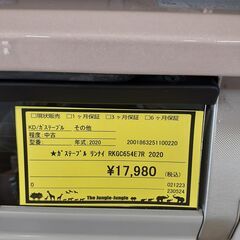 □現状販売 □1ヶ月保証 □3ヶ月保証 □6ヶ月保証
KD/ガステーブル その他
程度:中古
型番: 年式:2020 2001863251100220
★ガステーブル リンナイ RKGC654E7R 2020
¥17,980 (税込)
021223
The Jungle-Jungle 230524